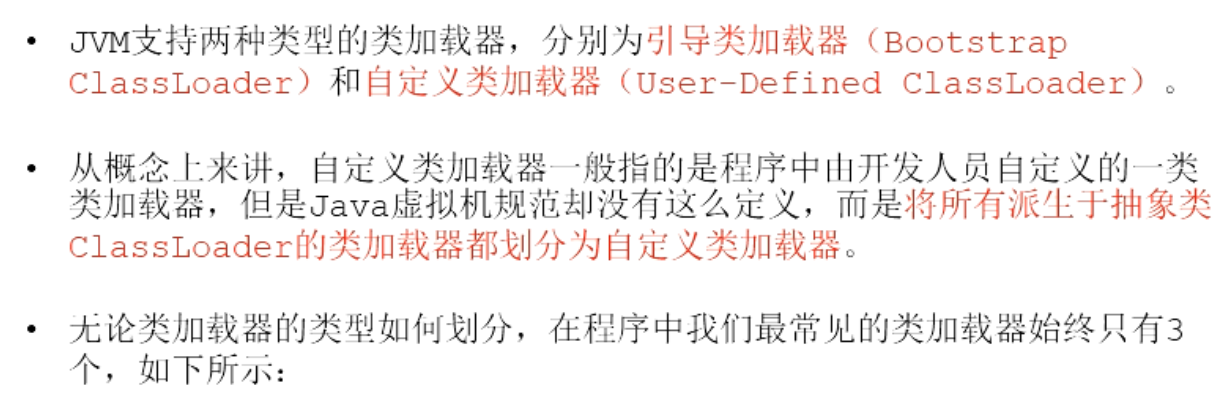 • JVM支持两种类型的类加载器，分别为引导类加载器（Bootstrap
ClassLoader）和自定义类加载器（User-Defined ClassLoader）。
• 从概念上来讲，自定义类加载器一般指的是程序中由开发人员自定义的一类
类加载器，但是Java虚拟机规范却没有这么定义，而是将所有派生于抽象类
ClassLoader的类加载器都划分为自定义类加载器。
• 无论类加载器的类型如何划分，在程序中我们最常见的类加载器始终只有3
个，如下所示：